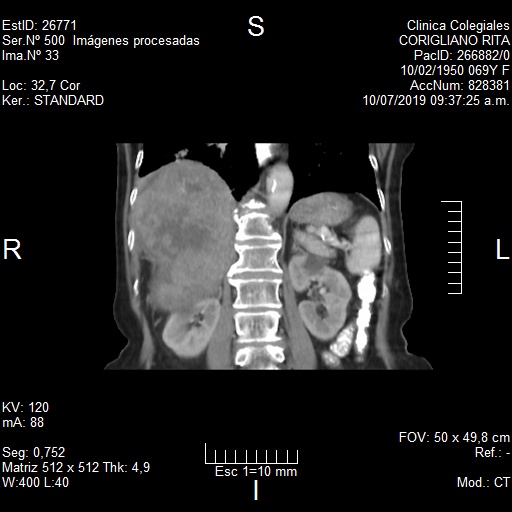 EstID: 26771
Ser.Nº 500 Imágenes procesadas
Ima.Nº 33
Loc: 32,7 Cor
Ker.: STANDARD
S
Clinica Colegiales
CORIGLIANO RITA
PacID: 266882/0
10/02/1950 069Y F
AccNum: 828381
10/07/2019 09:37:25 a.m.
R
L
KV: 120
mA: 88
Seg: 0,752
Matriz 512 x 512 Thk: 4,9
W:400 L:40
Esc 1=10 mm
I
FOV: 50 x 49,8 cm
Ref.: -
Mod.: CT